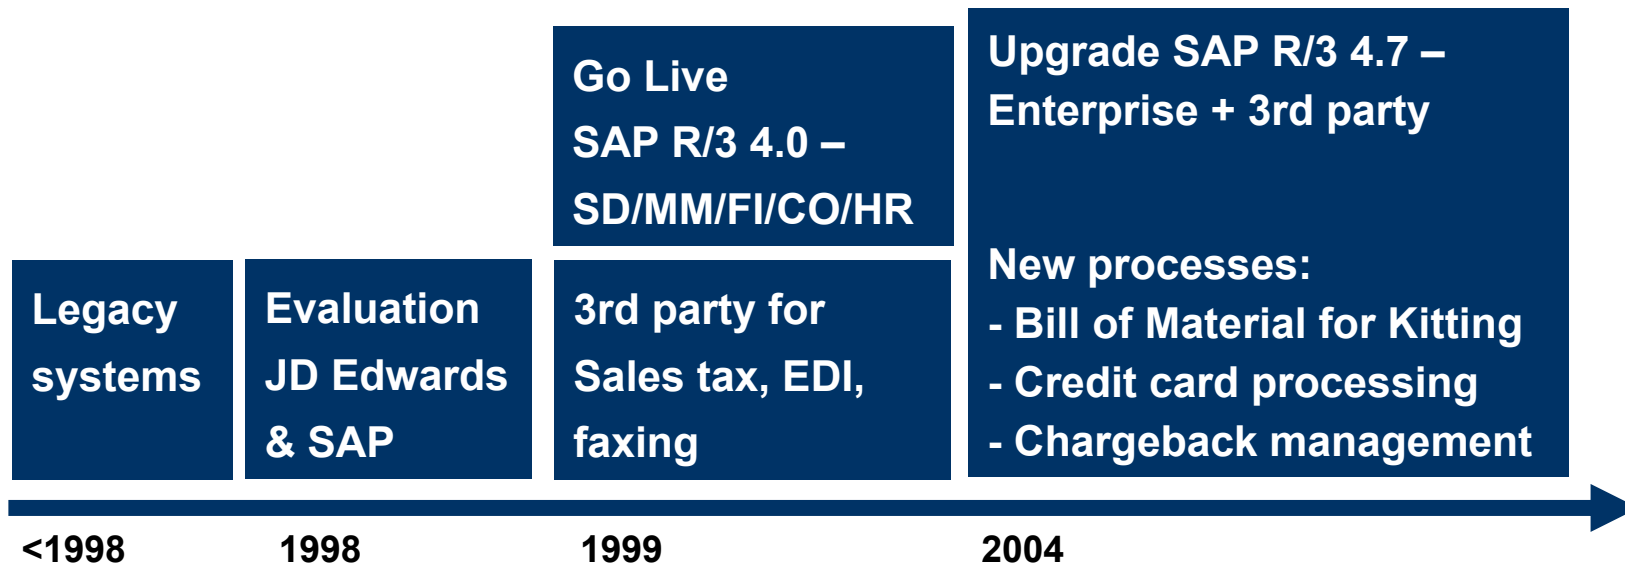 Legacy
systems
Evaluation
JD Edwards
& SAP
Go Live
SAP R/3 4.0 –
SD/MM/FI/CO/HR
3rd party for
Sales tax, EDI,
faxing
Upgrade SAP R/3 4.7 –
Enterprise + 3rd party
New processes:
- Bill of Material for Kitting
- Credit card processing
- Chargeback management
<1998
1998
1999
2004